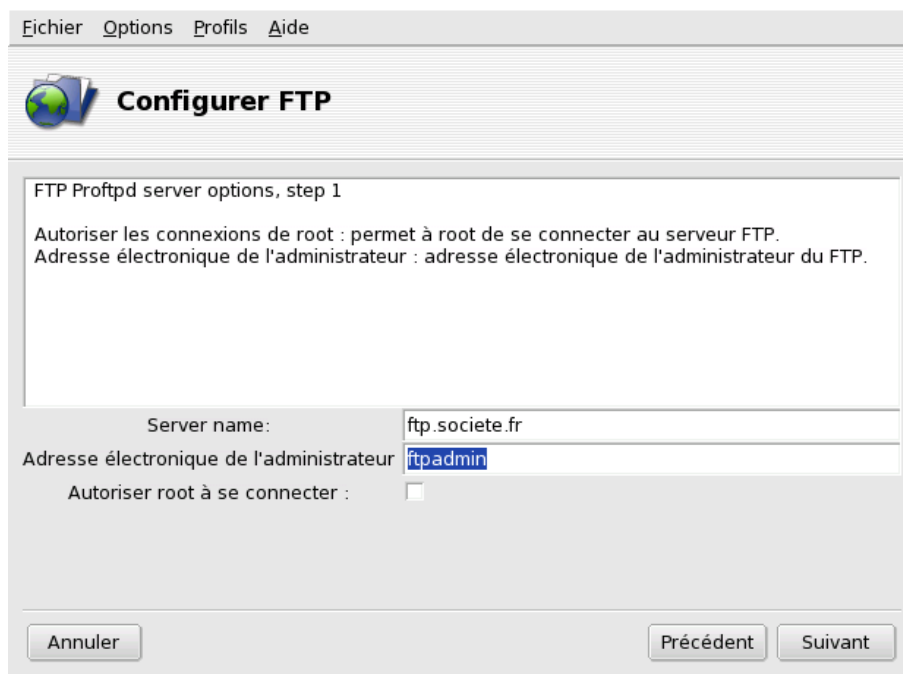 Fichier Options Profils Aide
Configurer FTP
FTP Proftpd server options, step 1
Autoriser les connexions de root : permet à root de se connecter au serveur FTP.
Adresse électronique de l'administrateur : adresse électronique de l'administrateur du FTP.
Server name: ftp.societe.fr
Adresse électronique de l'administrateur ftpadmin
Autoriser root à se connecter :
Annuler Précédent Suivant